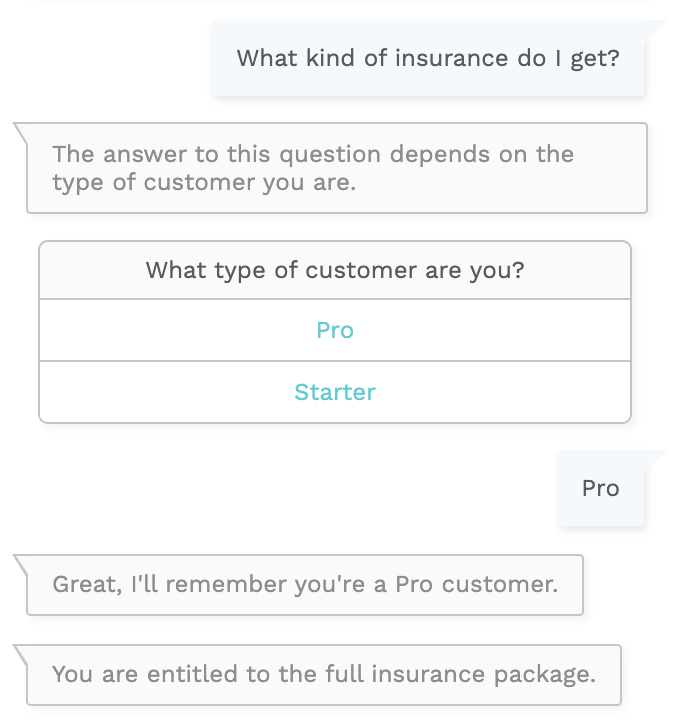 What kind of insurance do I get?
The answer to this question depends on the
type of customer you are.
What type of customer are you?
Pro
Starter
Pro
Great, I'll remember you're a Pro customer.
You are entitled to the full insurance package.